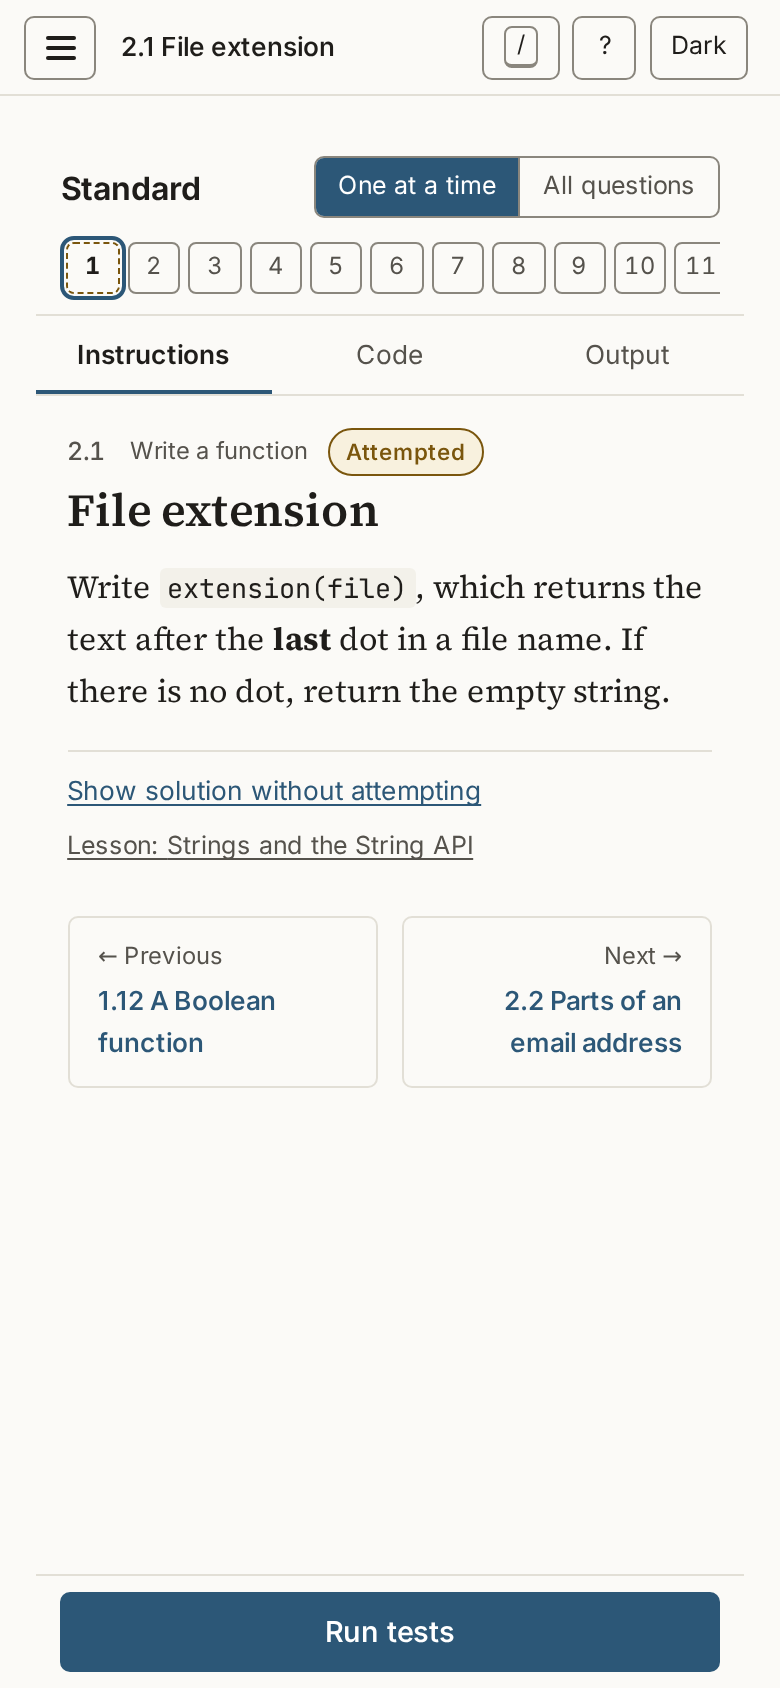 2.1 File extension
/
?
Dark
Standard
One at a time
All questions
1 2 3 4 5 6 7 8 9 10 11
Instructions
Code
Output
2.1 Write a function Attempted
File extension
Write extension(file), which returns the
text after the last dot in a file name. If
there is no dot, return the empty string.
Show solution without attempting
Lesson: Strings and the String API
← Previous
1.12 A Boolean
function
Next →
2.2 Parts of an
email address
Run tests